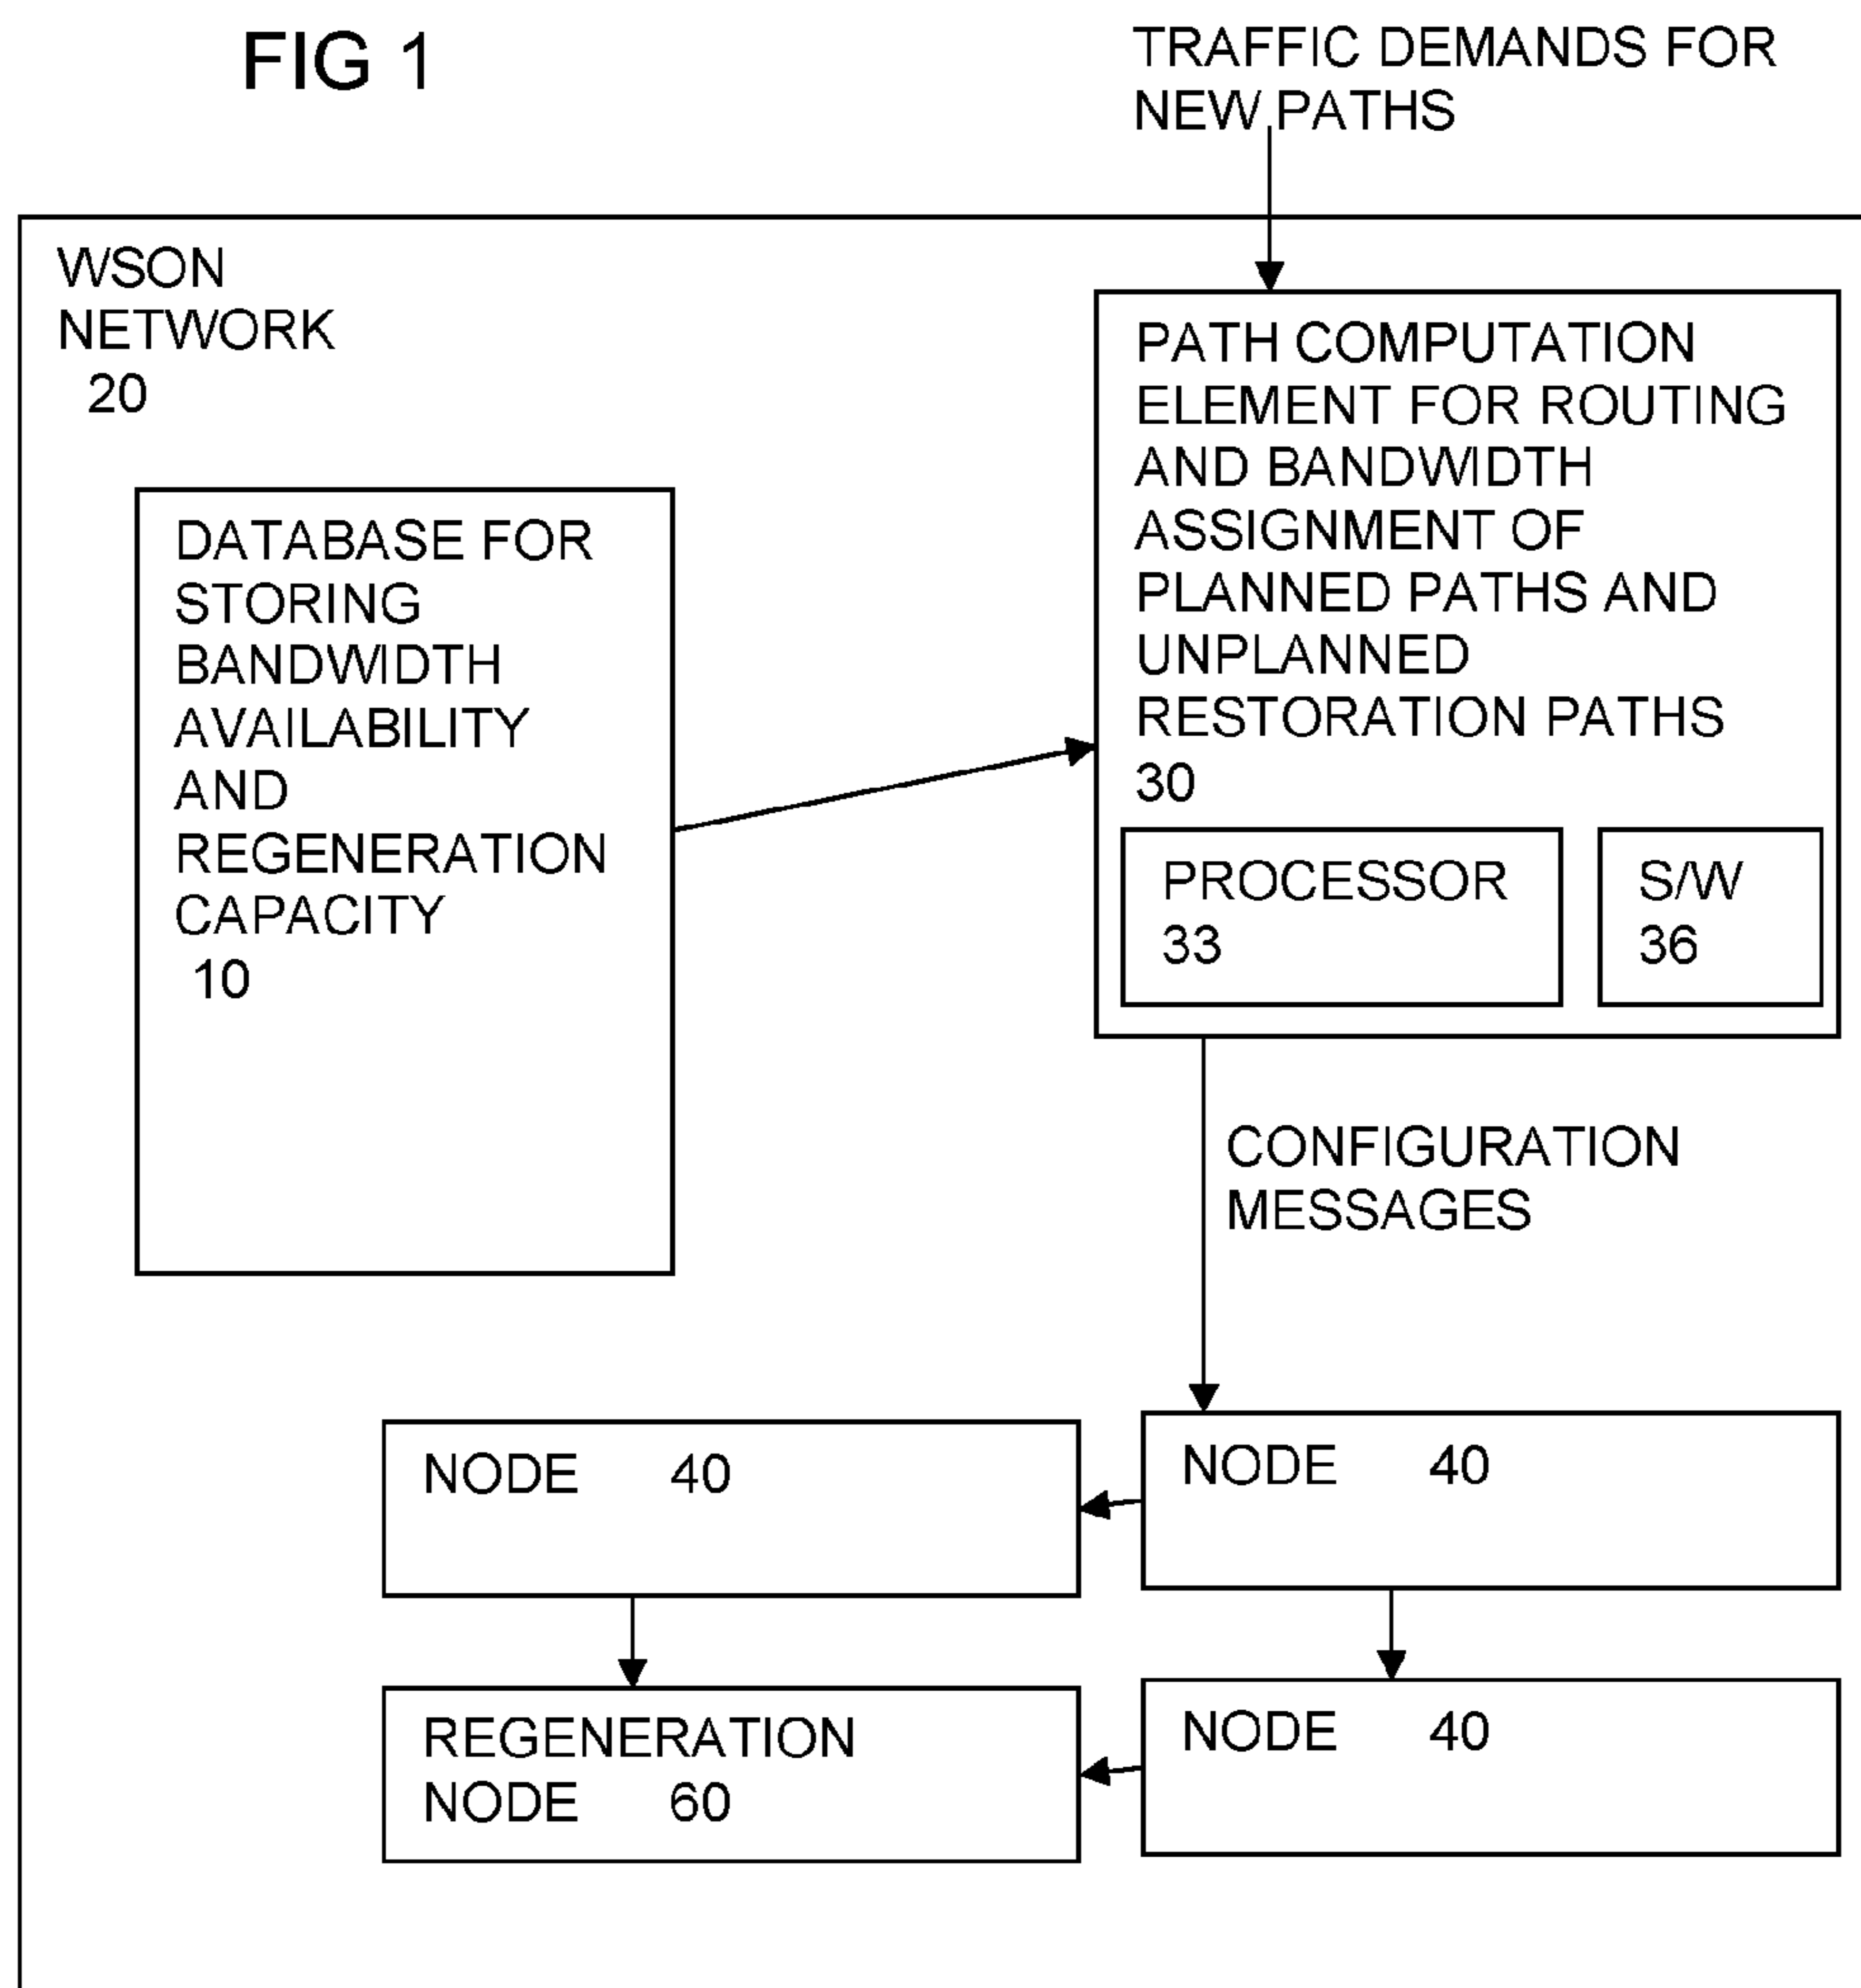 FIG 1
TRAFFIC DEMANDS FOR
NEW PATHS
WSON
NETWORK
20
DATABASE FOR
STORING
BANDWIDTH
AVAILABILITY
AND
REGENERATION
CAPACITY
10
PATH COMPUTATION
ELEMENT FOR ROUTING
AND BANDWIDTH
ASSIGNMENT OF
PLANNED PATHS AND
UNPLANNED
RESTORATION PATHS
30
PROCESSOR
33
S/W
36
CONFIGURATION
MESSAGES
NODE 40
NODE 40
REGENERATION
NODE 60
NODE 40